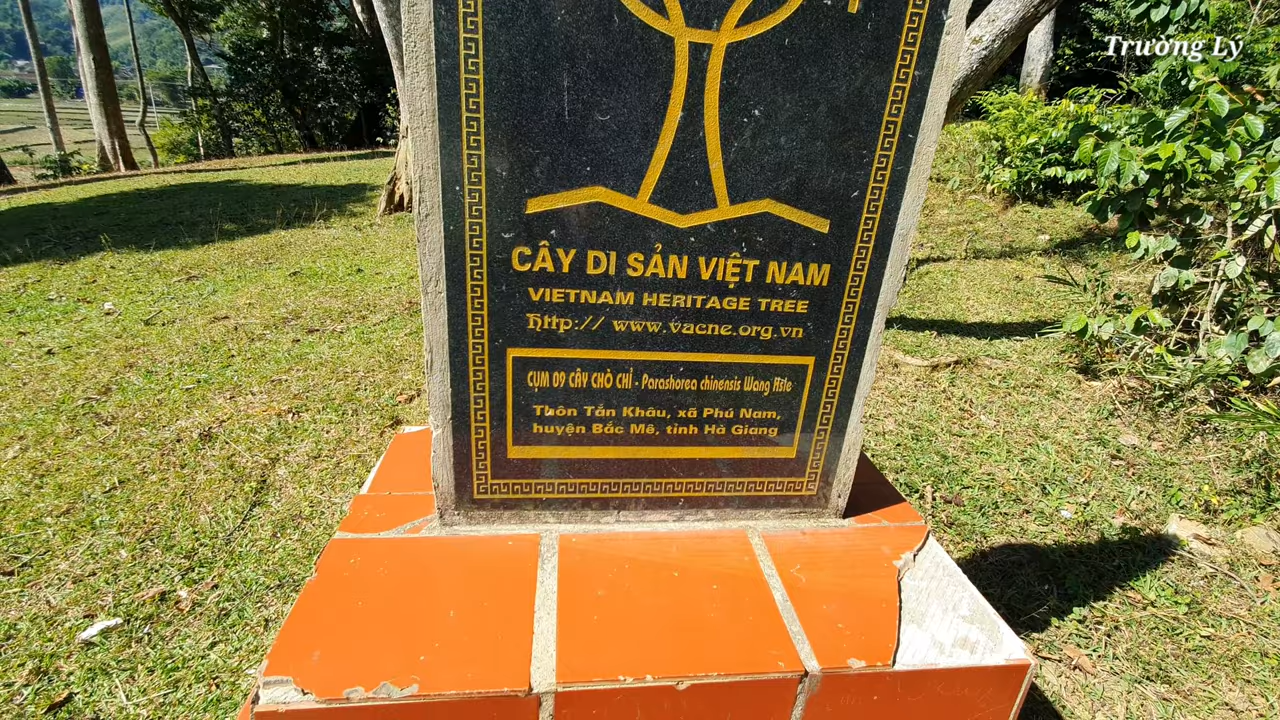 Trương Lý
CÂY DI SẢN VIỆT NAM
VIETNAM HERITAGE TREE
Http:// www.vacne.org.vn
CỤM 09 CÂY CHÒ CHỈ - Parashorea chinensis Wang Hsie
Thôn Tắn Khâu, xã Phú Nam,
huyện Bắc Mê, tỉnh Hà Giang